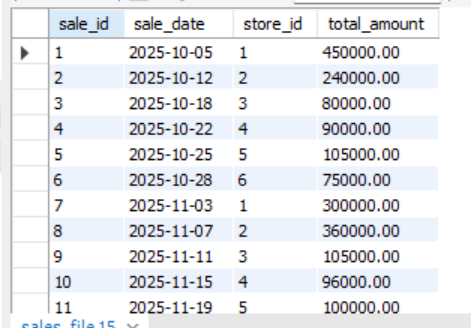 sale_id sale_date store_id total_amount
1 2025-10-05 1 450000.00
2 2025-10-12 2 240000.00
3 2025-10-18 3 80000.00
4 2025-10-22 4 90000.00
5 2025-10-25 5 105000.00
6 2025-10-28 6 75000.00
7 2025-11-03 1 300000.00
8 2025-11-07 2 360000.00
9 2025-11-11 3 105000.00
10 2025-11-15 4 96000.00
11 2025-11-19 5 100000.00
sales_file 15